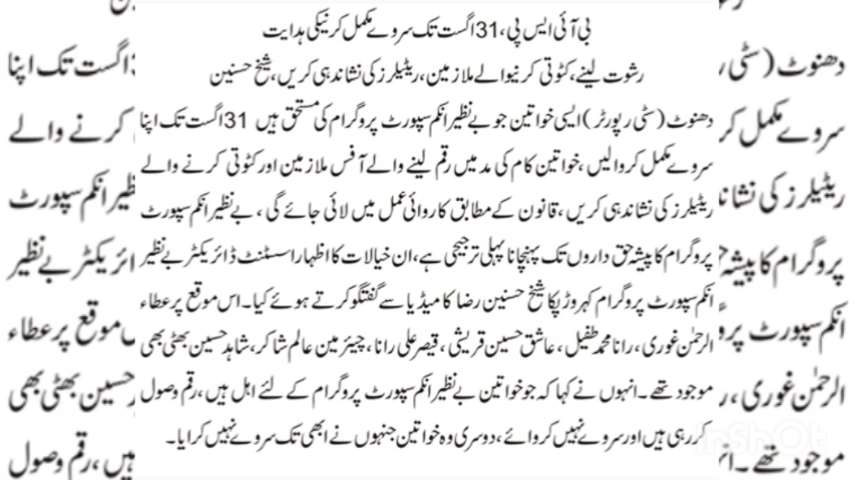 بی آئی ایس پی، 31 اگست تک سروے مکمل کرنیکی ہدایت
رشوت لینے، کٹوتی کرنیوالے ملازمین، ریٹیلرز کی نشاندہی کریں، شیخ حسنین
دھنوٹ (سٹی رپورٹر) ایسی خواتین جو بے نظیر انکم سپورٹ پروگرام کی مستحق ہیں 31 اگست تک اپنا
سروے مکمل کروالیں، خواتین کام کی مد میں رقم لینے والے آفس ملازمین اور کٹوتی کرنے والے
ریٹیلرز کی نشاندہی کریں، قانون کے مطابق کاروائی عمل میں لائی جائے گی، بے نظیر انکم سپورٹ
پروگرام کا پیشہ حق داروں تک پہنچانا پہلی ترجیحی ہے، ان خیالات کا اظہار اسسٹنٹ ڈائریکٹر بے نظیر
انکم سپورٹ پروگرام کہروڑپکا شیخ حسنین رضا کا میڈیا سے گفتگو کرتے ہوئے کیا۔ اس موقع پر عطاء
الرحمٰن غوری، رانا محمد طفیل، عاشق حسین قریشی، قیصر علی رانا، چیئرمین عالم شاکر، شاہد حسین بھٹی بھی
موجود تھے۔ انہوں نے کہا کہ جو خواتین بے نظیر انکم سپورٹ پروگرام کے لئے اہل ہیں، رقم وصول
کر رہی ہیں اور سروے نہیں کروائے، دوسری وہ خواتین جنہوں نے ابھی تک سروے نہیں کرایا۔